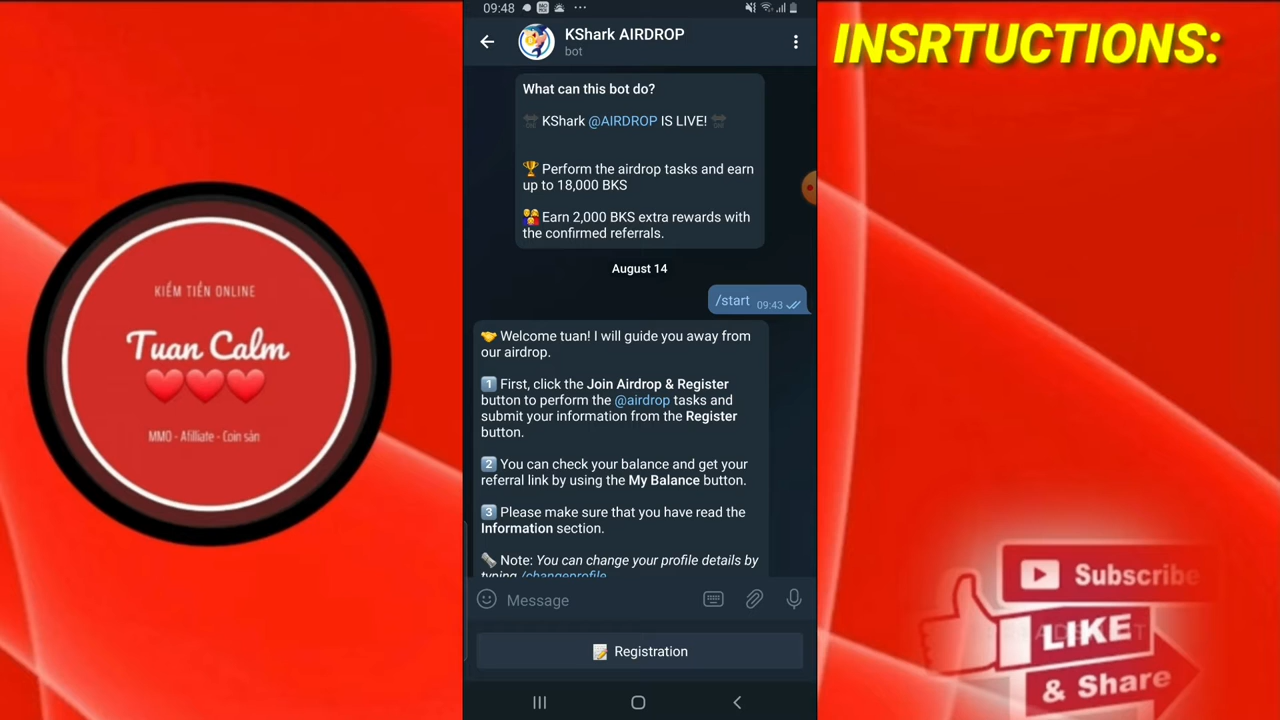 INSRTUCTIONS:
KIẾM TIỀN ONLINE
Tuan Calm
MMO - Afilliate - Coin sàn
09:48
KShark AIRDROP
bot
What can this bot do?
KShark @AIRDROP IS LIVE!
Perform the airdrop tasks and earn
up to 18,000 BKS
Earn 2,000 BKS extra rewards with
the confirmed referrals.
August 14
/start 09:43
Welcome tuan! I will guide you away from
our airdrop.
1 First, click the Join Airdrop & Register
button to perform the @airdrop tasks and
submit your information from the Register
button.
2 You can check your balance and get your
referral link by using the My Balance button.
3 Please make sure that you have read the
Information section.
Note: You can change your profile details by
typing /changeprofile
Message
Registration
Subscribe
LIKE
& Share